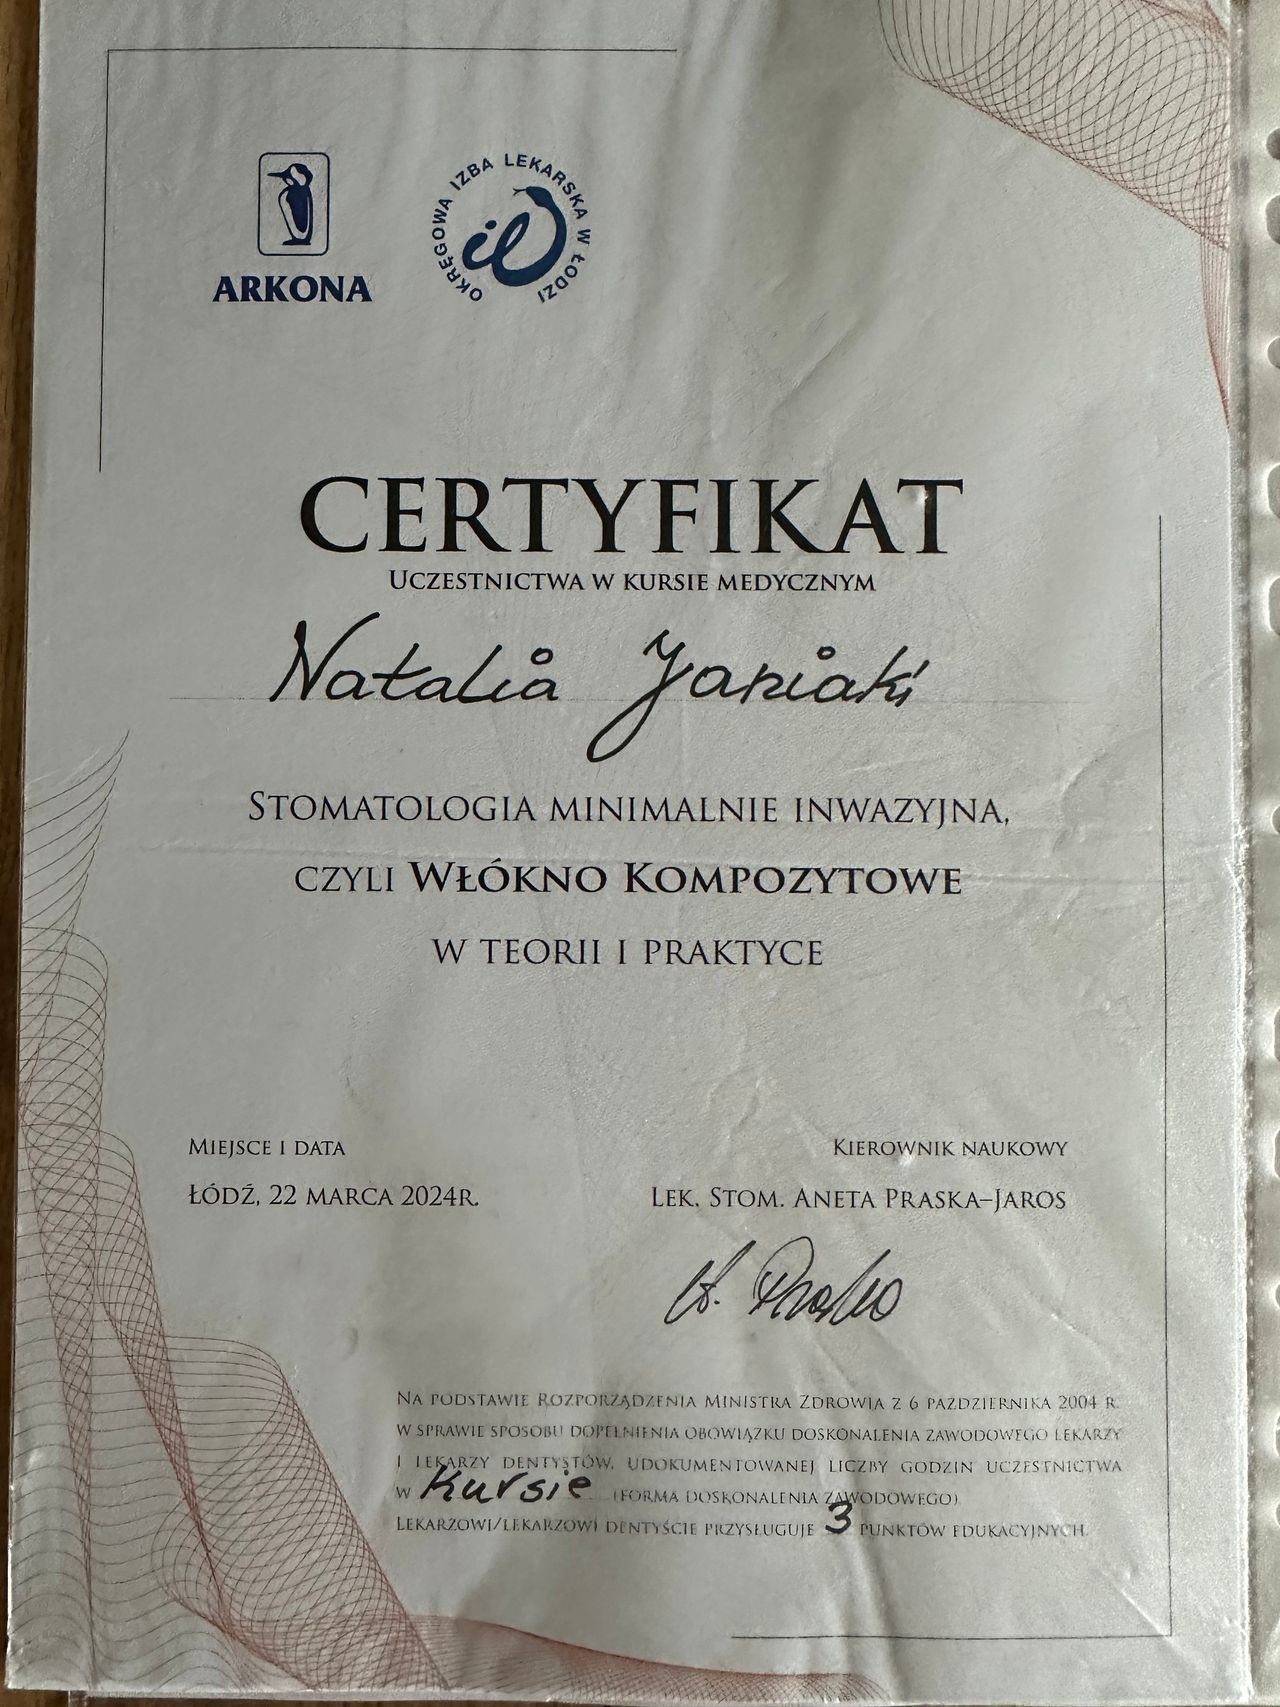 ARKONA
OKRĘGOWA IZBA LEKARSKA W ŁODZI
CERTYFIKAT
UCZESTNICTWA W KURSIE MEDYCZNYM
Natalia Janiak
STOMATOLOGIA MINIMALNIE INWAZYJNA,
CZYLI WŁÓKNO KOMPOZYTOWE
W TEORII I PRAKTYCE
MIEJSCE I DATA
ŁÓDŹ, 22 MARCA 2024R.
KIEROWNIK NAUKOWY
LEK. STOM. ANETA PRASKA–JAROS
A. Praska
NA PODSTAWIE ROZPORZĄDZENIA MINISTRA ZDROWIA Z 6 PAŹDZIERNIKA 2004 R.
W SPRAWIE SPOSOBU DOPEŁNIENIA OBOWIĄZKU DOSKONALENIA ZAWODOWEGO LEKARZY
I LEKARZY DENTYSTÓW, UDOKUMENTOWANEJ LICZBY GODZIN UCZESTNICTWA
W Kursie (FORMA DOSKONALENIA ZAWODOWEGO)
LEKARZOWI/LEKARZOWI DENTYŚCIE PRZYSŁUGUJE 3 PUNKTÓW EDUKACYJNYCH.